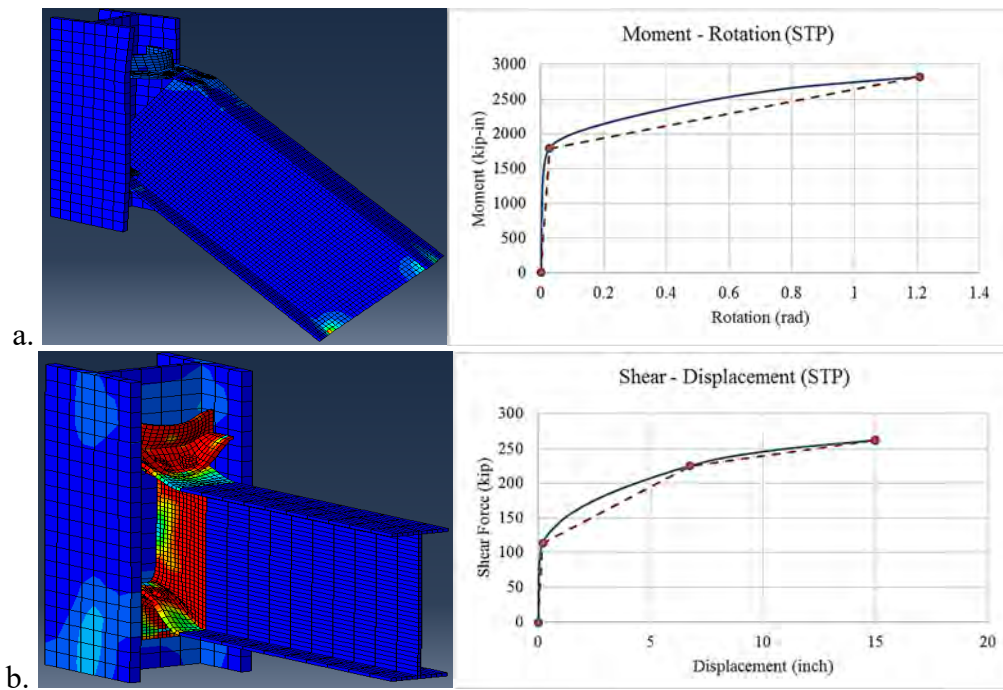 a.
Moment - Rotation (STP)
Moment (kip-in)
3000
2500
2000
1500
1000
500
0
0 0.2 0.4 0.6 0.8 1 1.2 1.4
Rotation (rad)
b.
Shear - Displacement (STP)
Shear Force (kip)
300
250
200
150
100
50
0
0 5 10 15 20
Displacement (inch)